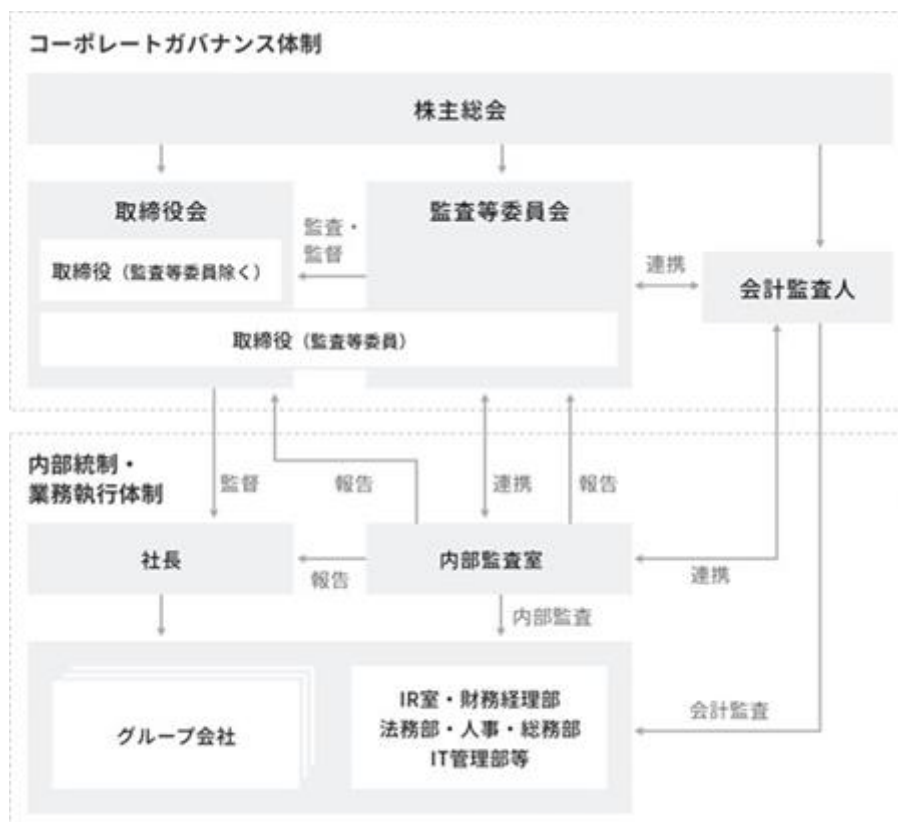 コーポレートガバナンス体制
株主総会
取締役会
監査・
監督
監査等委員会
取締役（監査等委員除く）
連携
会計監査人
取締役（監査等委員）
内部統制・
業務執行体制
監督
報告
連携
報告
社長
報告
内部監査室
連携
内部監査
グループ会社
IR室・財務経理部
法務部・人事・総務部
IT管理部等
会計監査